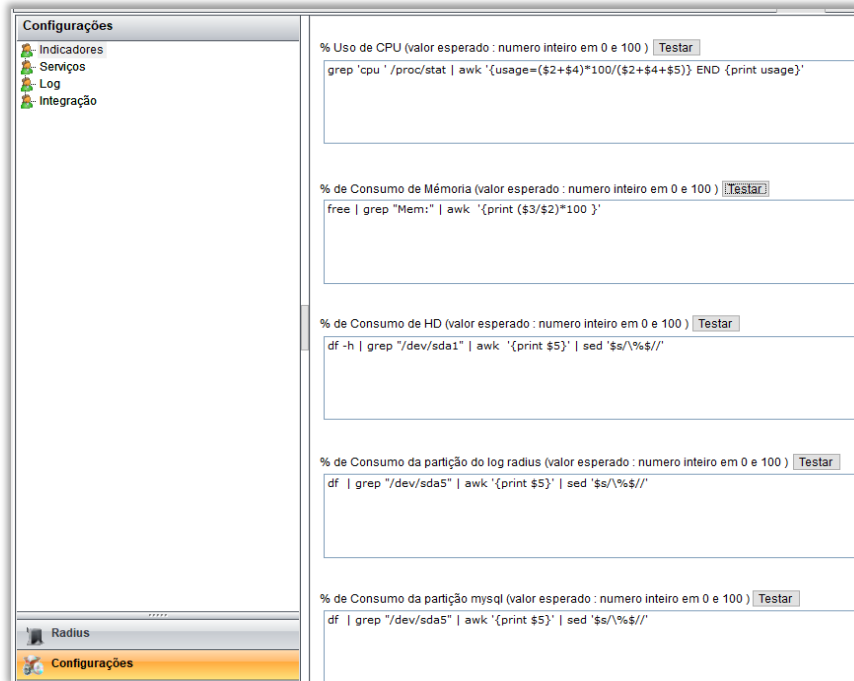 Configurações
Indicadores
Serviços
Log
Integração
Radius
Configurações
% Uso de CPU (valor esperado : numero inteiro em 0 e 100 ) Testar
grep 'cpu ' /proc/stat | awk '{usage=($2+$4)*100/($2+$4+$5)} END {print usage}'
% de Consumo de Mémoria (valor esperado : numero inteiro em 0 e 100 ) Testar
free | grep "Mem:" | awk  '{print ($3/$2)*100 }'
% de Consumo de HD (valor esperado : numero inteiro em 0 e 100 ) Testar
df -h | grep "/dev/sda1" | awk  '{print $5}' | sed '$s/\%$//'
% de Consumo da partição do log radius (valor esperado : numero inteiro em 0 e 100 ) Testar
df  | grep "/dev/sda5" | awk '{print $5}' | sed '$s/\%$//'
% de Consumo da partição mysql (valor esperado : numero inteiro em 0 e 100 ) Testar
df  | grep "/dev/sda5" | awk '{print $5}' | sed '$s/\%$//'